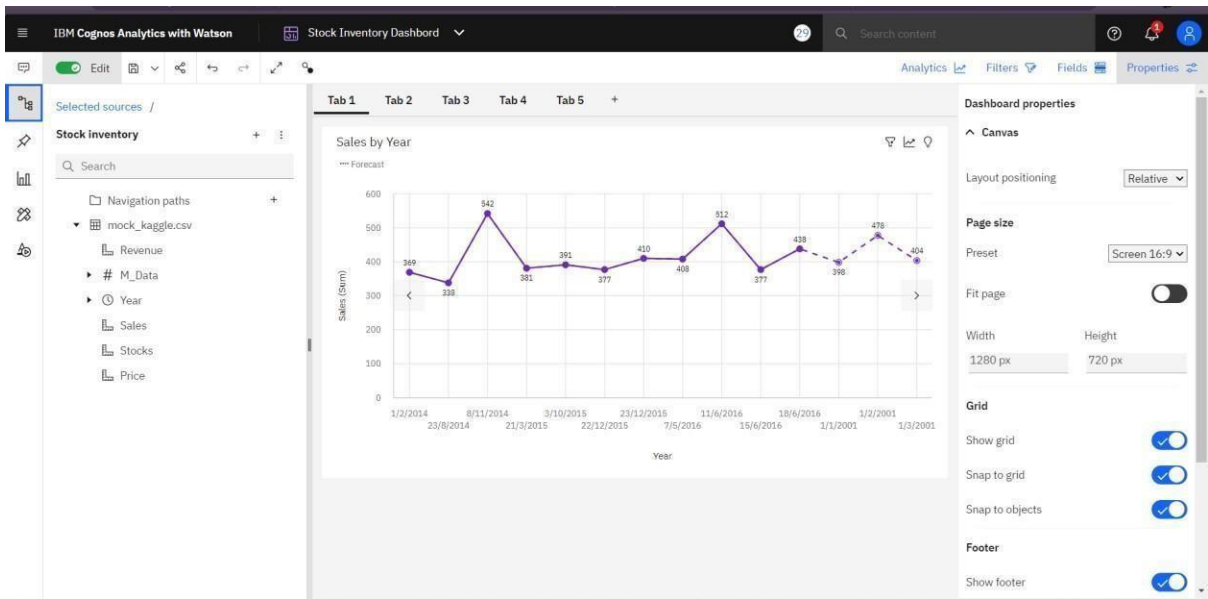 IBM Cognos Analytics with Watson
Stock Inventory Dashbord
29
Search content
1
Edit
Analytics
Filters
Fields
Properties
Selected sources /
Stock inventory
Search
Navigation paths
mock_kaggle.csv
Revenue
# M_Data
Year
Sales
Stocks
Price
Tab 1 Tab 2 Tab 3 Tab 4 Tab 5 +
Sales by Year
Forecast
Sales (Sum)
600
500
400
300
200
100
0
369
338
542
381
391
377
410
408
512
377
438
398
478
404
1/2/2014 8/11/2014 3/10/2015 23/12/2015 11/6/2016 18/6/2016 1/2/2001
23/8/2014 21/3/2015 22/12/2015 7/5/2016 15/6/2016 1/1/2001 1/3/2001
Year
Dashboard properties
Canvas
Layout positioning
Relative
Page size
Preset
Screen 16:9
Fit page
Width Height
1280 px 720 px
Grid
Show grid
Snap to grid
Snap to objects
Footer
Show footer